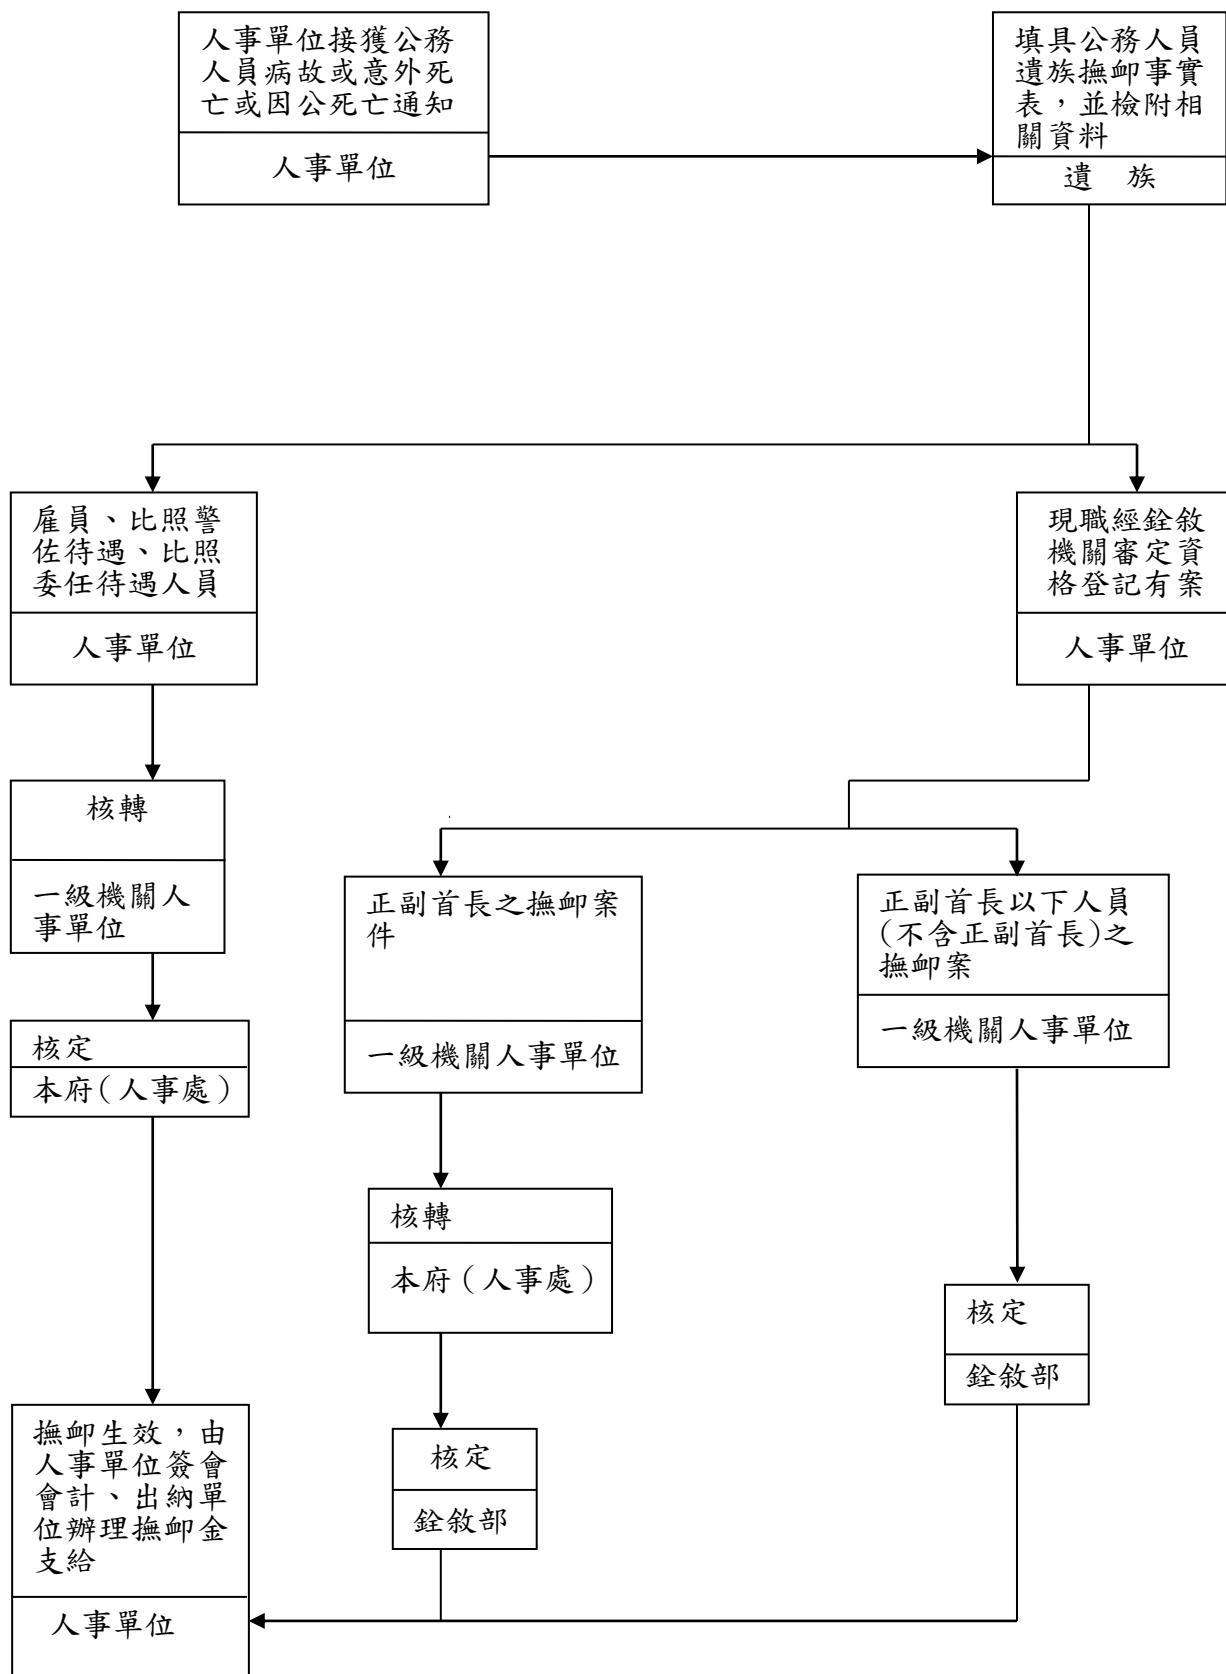 人事單位接獲公務
人員病故或意外死
亡或因公死亡通知
人事單位
填具公務人員
遺族撫卹事實
表，並檢附相
關資料
遺　族
雇員、比照警
佐待遇、比照
委任待遇人員
人事單位
現職經銓敘
機關審定資
格登記有案
人事單位
核轉
一級機關人
事單位
正副首長之撫卹案
件
一級機關人事單位
正副首長以下人員
(不含正副首長)之
撫卹案
一級機關人事單位
核定
本府(人事處)
核轉
本府（人事處）
核定
銓敘部
核定
銓敘部
撫卹生效，由
人事單位簽會
會計、出納單
位辦理撫卹金
支給
人事單位